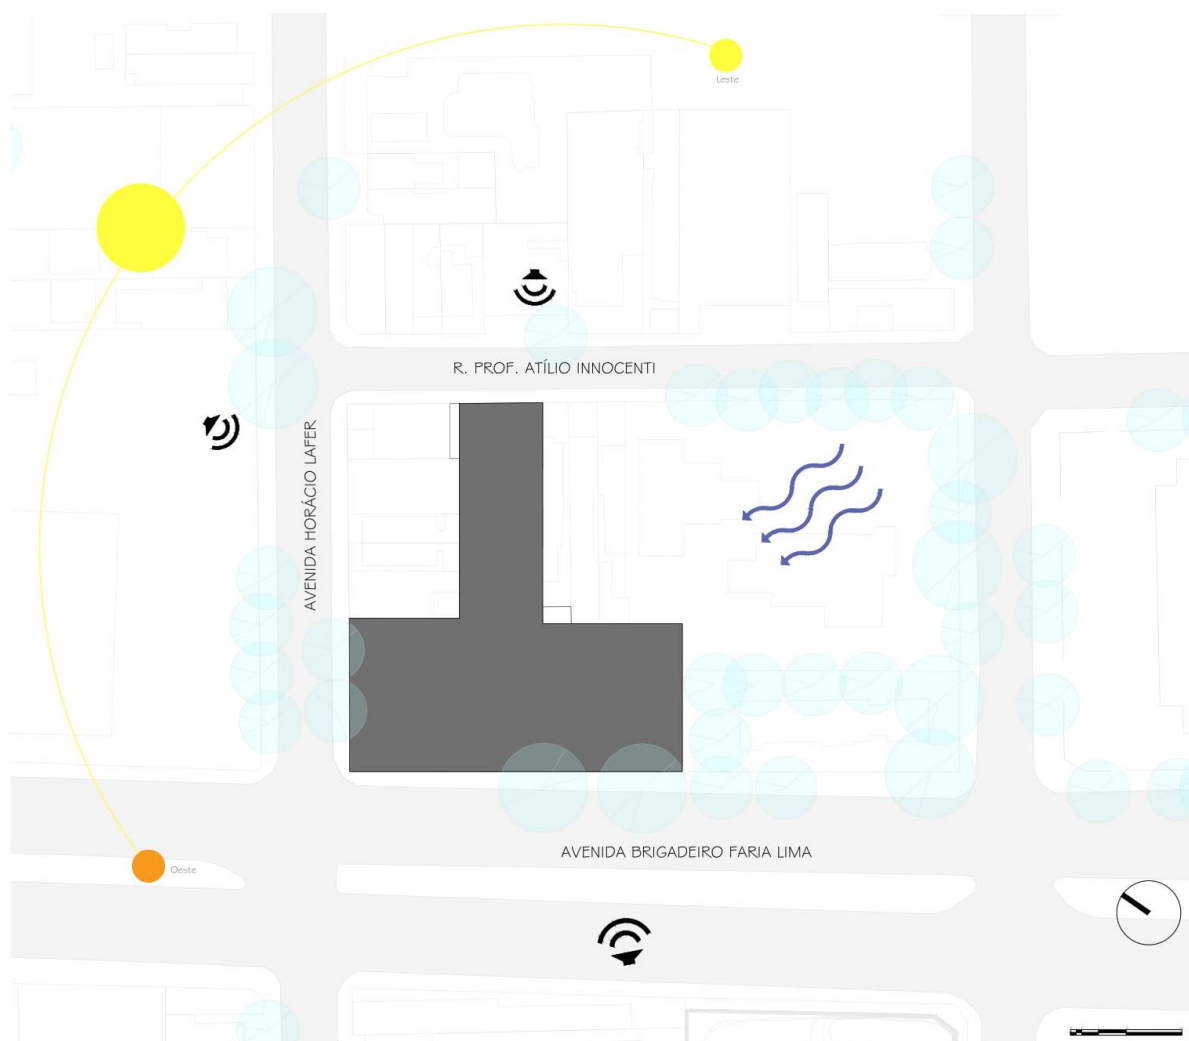 Leste
R. PROF. ATÍLIO INNOCENTI
AVENIDA HORÁCIO LAFER
AVENIDA BRIGADEIRO FARIA LIMA
Oeste